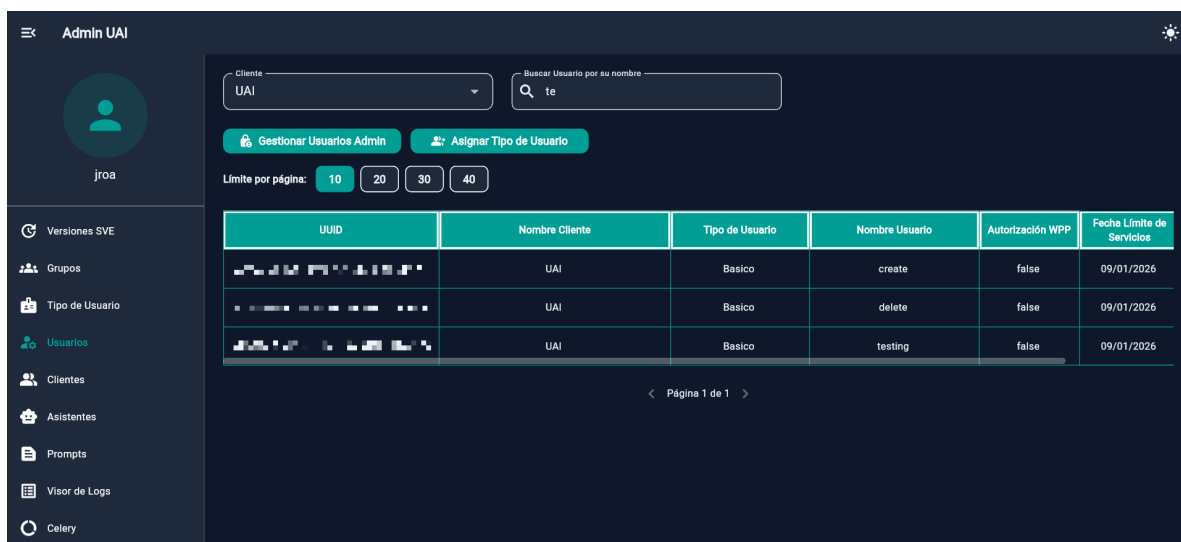 Admin UAI
jroa
Versiones SVE
Grupos
Tipo de Usuario
Usuarios
Clientes
Asistentes
Prompts
Visor de Logs
Celery
Cliente
UAI
Buscar Usuario por su nombre
te
Gestionar Usuarios Admin
Asignar Tipo de Usuario
Límite por página: 10 20 30 40
UUID Nombre Cliente Tipo de Usuario Nombre Usuario Autorización WPP Fecha Límite de
Servicios
UAI Basico create false 09/01/2026
UAI Basico delete false 09/01/2026
UAI Basico testing false 09/01/2026
< Página 1 de 1 >